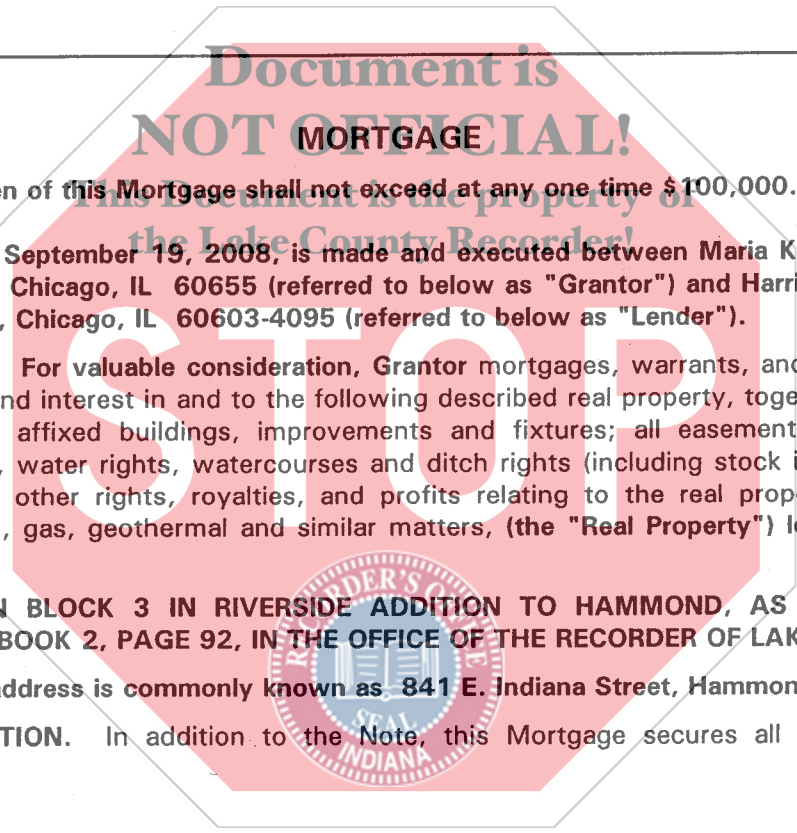 Document is
NOT OFFICIAL!
MORTGAGE
en of this Mortgage shall not exceed at any one time $100,000.
This Document is the property of
the Lake County Recorder!
September 19, 2008, is made and executed between Maria K
Chicago, IL 60655 (referred to below as "Grantor") and Harri
, Chicago, IL 60603-4095 (referred to below as "Lender").
STOP
For valuable consideration, Grantor mortgages, warrants, and
nd interest in and to the following described real property, toge
affixed buildings, improvements and fixtures; all easement
, water rights, watercourses and ditch rights (including stock i
other rights, royalties, and profits relating to the real prop
, gas, geothermal and similar matters, (the "Real Property") l
N BLOCK 3 IN RIVERSIDE ADDITION TO HAMMOND, AS
BOOK 2, PAGE 92, IN THE OFFICE OF THE RECORDER OF LAK
address is commonly known as 841 E. Indiana Street, Hammon
TION. In addition to the Note, this Mortgage secures all
RECORDER'S OFFICE
SEAL
INDIANA